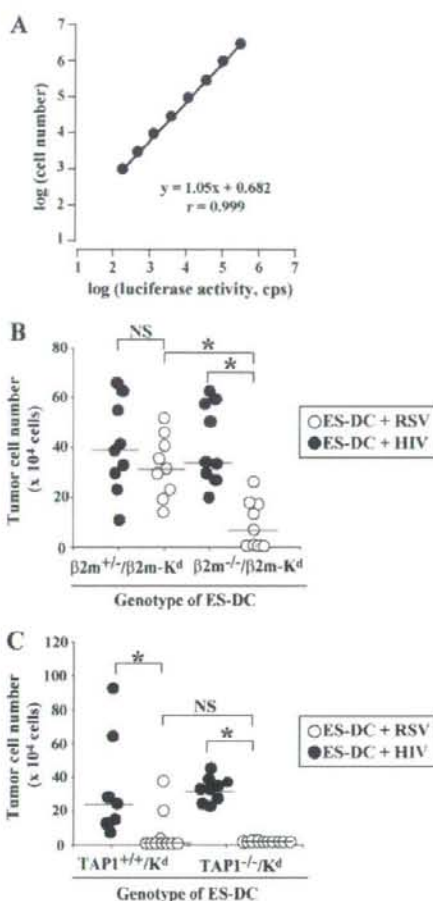 A
7
6
5
4
3
2
1
log (cell number)
y = 1.05x + 0.682
r = 0.999
1 2 3 4 5 6 7
log (luciferase activity, cps)
B
NS
*
*
80
60
40
20
0
Tumor cell number
(x 10⁴ cells)
○ ES-DC + RSV
● ES-DC + HIV
β2m⁺/⁻/β2m-Kᵈ β2m⁻/⁻/β2m-Kᵈ
Genotype of ES-DC
C
*
NS
*
120
100
80
60
40
20
0
Tumor cell number
(x 10⁴ cells)
○ ES-DC + RSV
● ES-DC + HIV
TAP1⁺/⁺/Kᵈ TAP1⁻/⁻/Kᵈ
Genotype of ES-DC